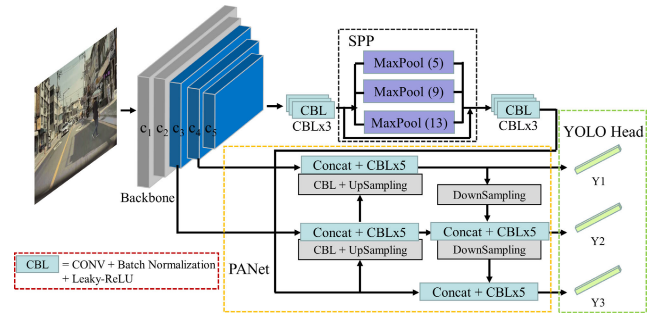 SPP
MaxPool (5)
MaxPool (9)
MaxPool (13)
CBL
CBLx3
CBL
CBLx3
c1
c2
c3
c4
c5
Backbone
YOLO Head
Concat + CBLx5
CBL + UpSampling
DownSampling
Y1
Concat + CBLx5
CBL + UpSampling
Concat + CBLx5
DownSampling
Y2
PANet
Concat + CBLx5
Y3
CBL = CONV + Batch Normalization
+ Leaky-ReLU